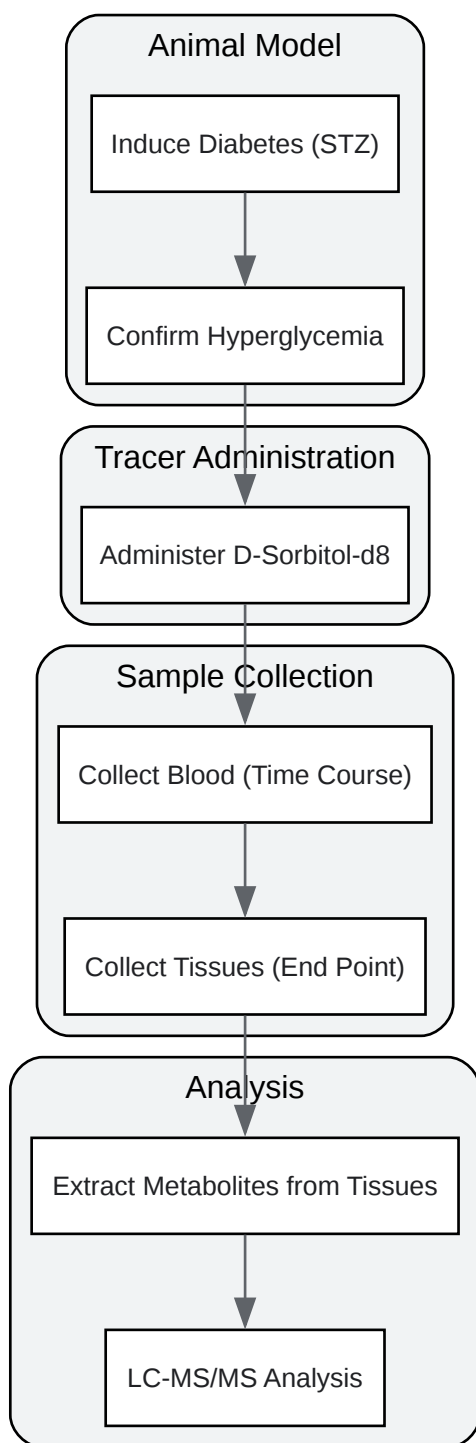 Animal Model
Induce Diabetes (STZ)
Confirm Hyperglycemia
Tracer Administration
Administer D-Sorbitol-d8
Sample Collection
Collect Blood (Time Course)
Collect Tissues (End Point)
Analysis
Extract Metabolites from Tissues
LC-MS/MS Analysis